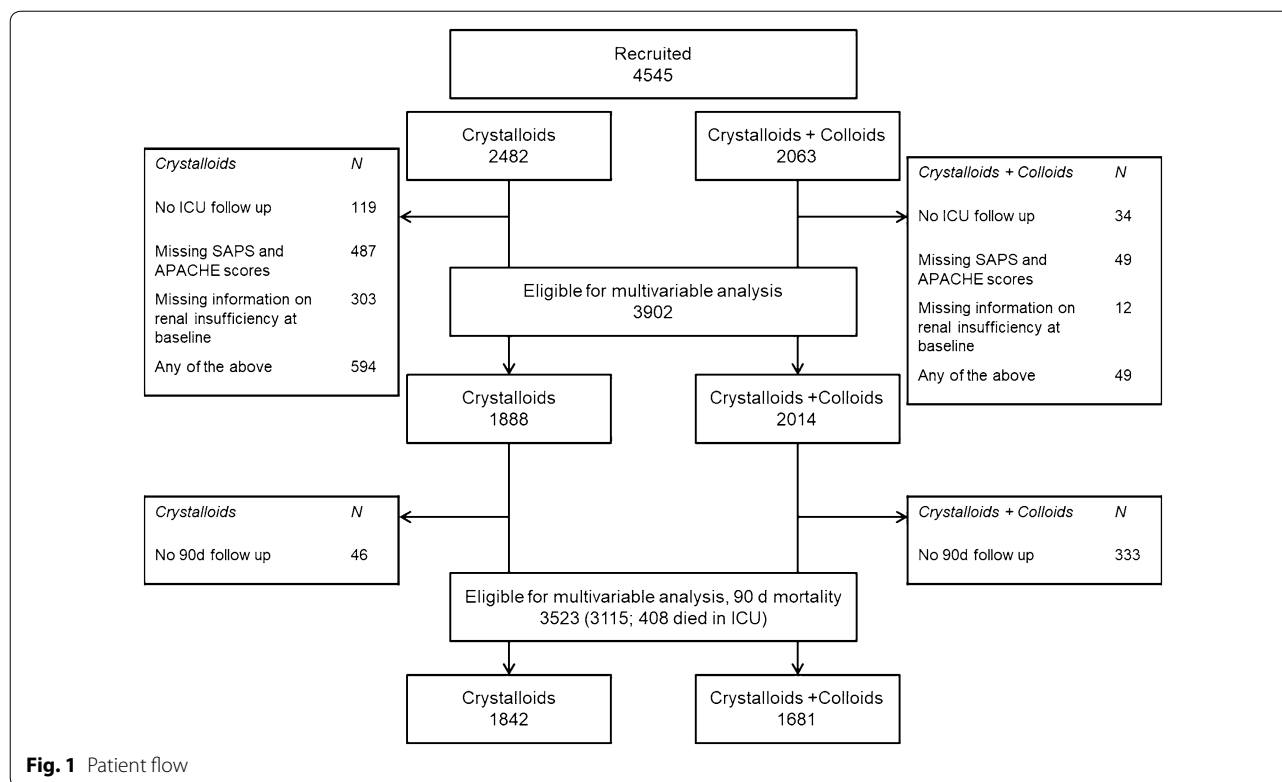 Recruited
4545
Crystalloids
2482
Crystalloids + Colloids
2063
Crystalloids N
No ICU follow up 119
Missing SAPS and 487
APACHE scores
Missing information on 303
renal insufficiency at
baseline
Any of the above 594
Crystalloids + Colloids N
No ICU follow up 34
Missing SAPS and 49
APACHE scores
Missing information on 12
renal insufficiency at
baseline
Any of the above 49
Eligible for multivariable analysis
3902
Crystalloids
1888
Crystalloids +Colloids
2014
Crystalloids N
No 90d follow up 46
Crystalloids + Colloids N
No 90d follow up 333
Eligible for multivariable analysis, 90 d mortality
3523 (3115; 408 died in ICU)
Crystalloids
1842
Crystalloids +Colloids
1681
Fig. 1 Patient flow